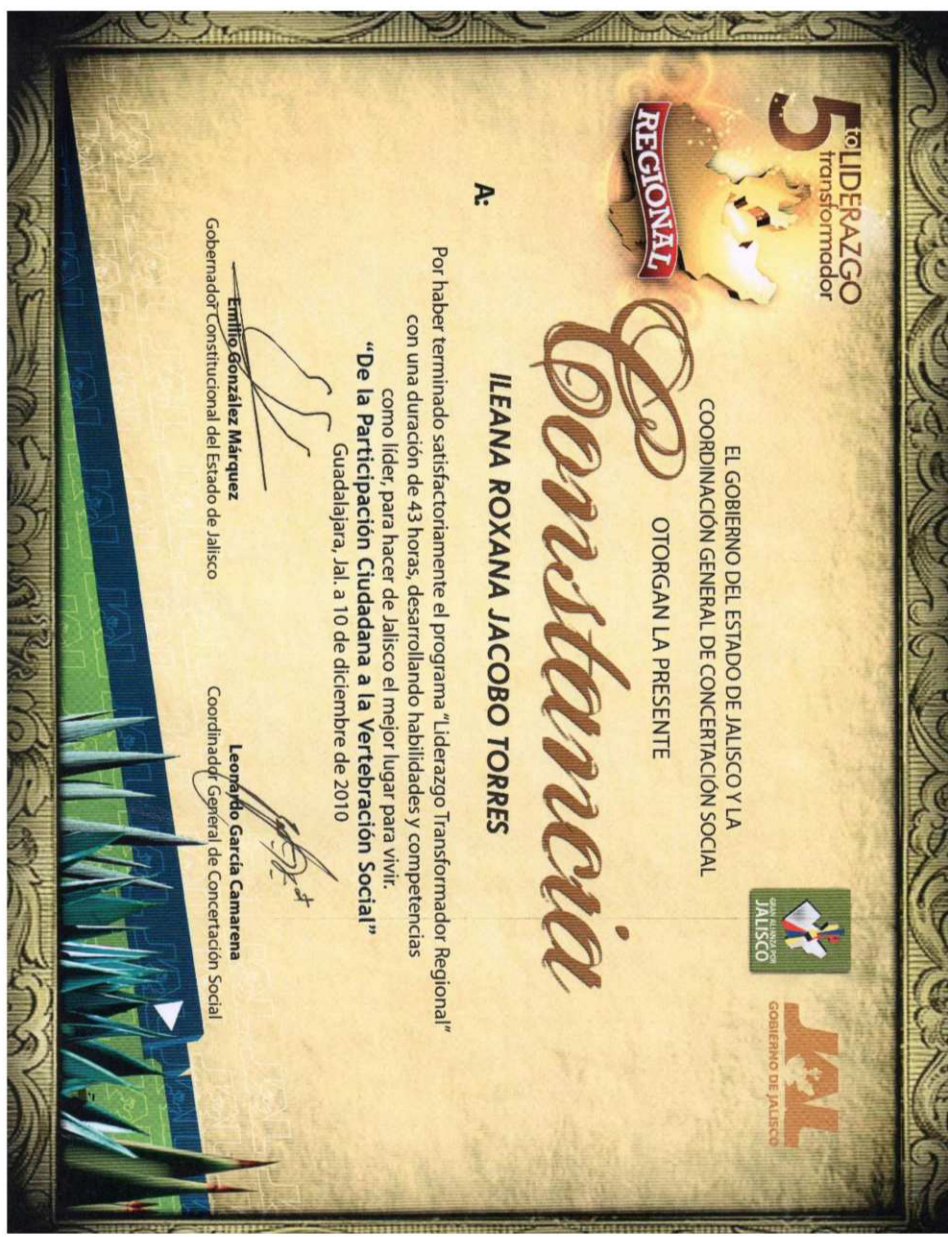 5to LIDERAZGO
transformador
REGIONAL
GRAN ALIANZA POR
JALISCO
JAL
GOBIERNO DE JALISCO
EL GOBIERNO DEL ESTADO DE JALISCO Y LA
COORDINACIÓN GENERAL DE CONCERTACIÓN SOCIAL
OTORGAN LA PRESENTE
Constancia
A:
ILEANA ROXANA JACOBO TORRES
Por haber terminado satisfactoriamente el programa "Liderazgo Transformador Regional"
con una duración de 43 horas, desarrollando habilidades y competencias
como líder, para hacer de Jalisco el mejor lugar para vivir.
"De la Participación Ciudadana a la Vertebración Social"
Guadalajara, Jal. a 10 de diciembre de 2010
Emilio González Márquez
Gobernador Constitucional del Estado de Jalisco
Leonardo García Camarena
Coordinador General de Concertación Social